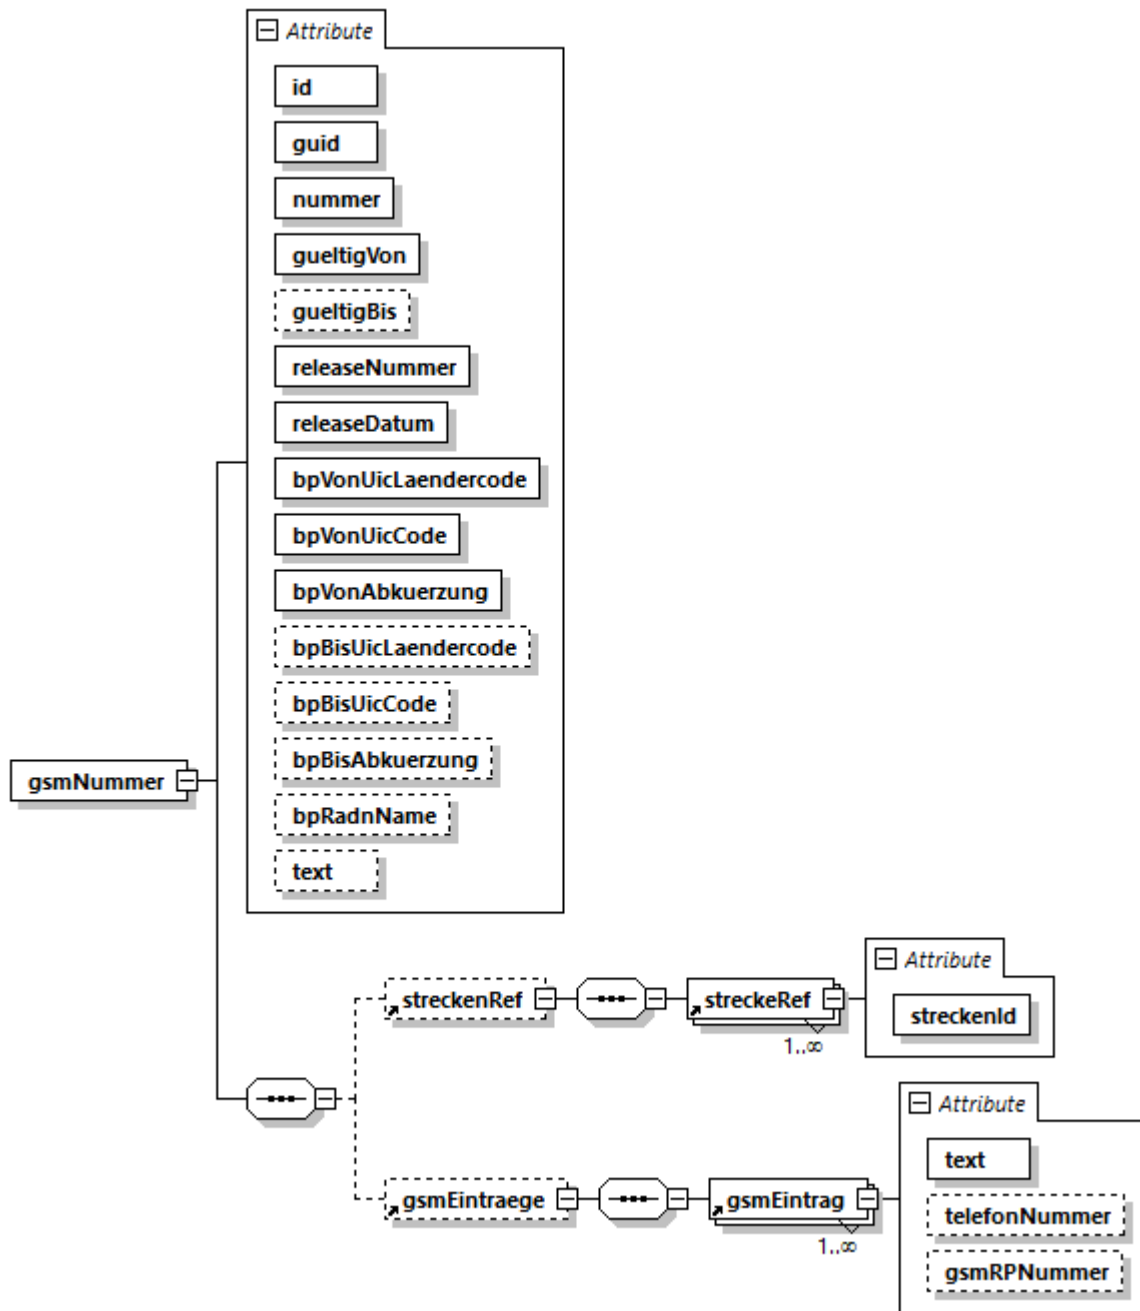 Attribute
id
guid
nummer
gueltigVon
gueltigBis
releaseNummer
releaseDatum
bpVonUicLaendercode
bpVonUicCode
bpVonAbkuerzung
bpBisUicLaendercode
bpBisUicCode
bpBisAbkuerzung
bpRadnName
text
gsmNummer
streckenRef
streckeRef
1..∞
Attribute
streckenId
gsmEintraege
gsmEintrag
1..∞
Attribute
text
telefonNummer
gsmRPNummer